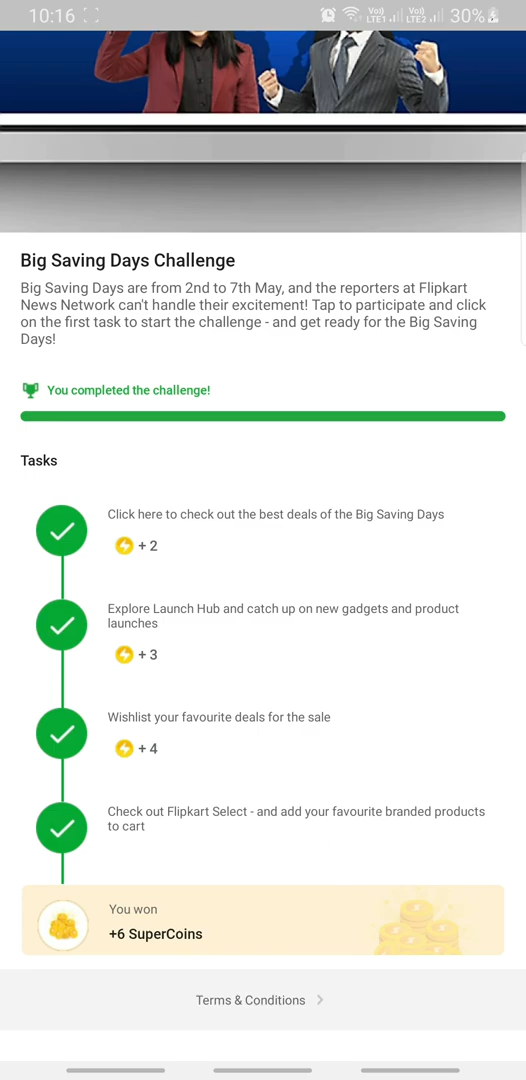 10:16
Vo)) LTE1 Vo)) LTE2 30%
Big Saving Days Challenge
Big Saving Days are from 2nd to 7th May, and the reporters at Flipkart
News Network can't handle their excitement! Tap to participate and click
on the first task to start the challenge - and get ready for the Big Saving
Days!
You completed the challenge!
Tasks
Click here to check out the best deals of the Big Saving Days
+ 2
Explore Launch Hub and catch up on new gadgets and product
launches
+ 3
Wishlist your favourite deals for the sale
+ 4
Check out Flipkart Select - and add your favourite branded products
to cart
You won
+6 SuperCoins
Terms & Conditions